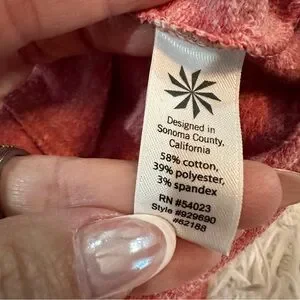 Designed in
Sonoma County,
California
58% cotton,
39% polyester,
3% spandex
RN #54023
Style #929690
#62188